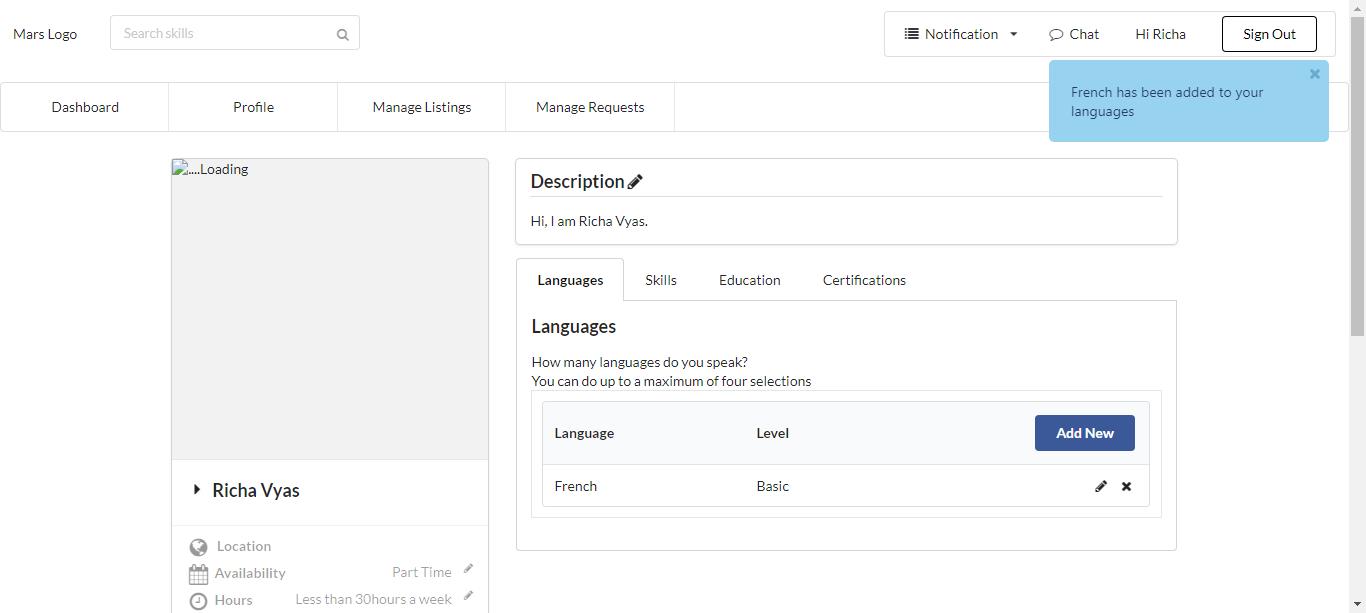 Mars Logo
Search skills
Notification
Chat
Hi Richa
Sign Out
French has been added to your
languages
Dashboard
Profile
Manage Listings
Manage Requests
....Loading
Description
Hi, I am Richa Vyas.
Languages
Skills
Education
Certifications
Languages
How many languages do you speak?
You can do up to a maximum of four selections
Language
Level
Add New
French
Basic
Richa Vyas
Location
Availability
Part Time
Hours
Less than 30hours a week